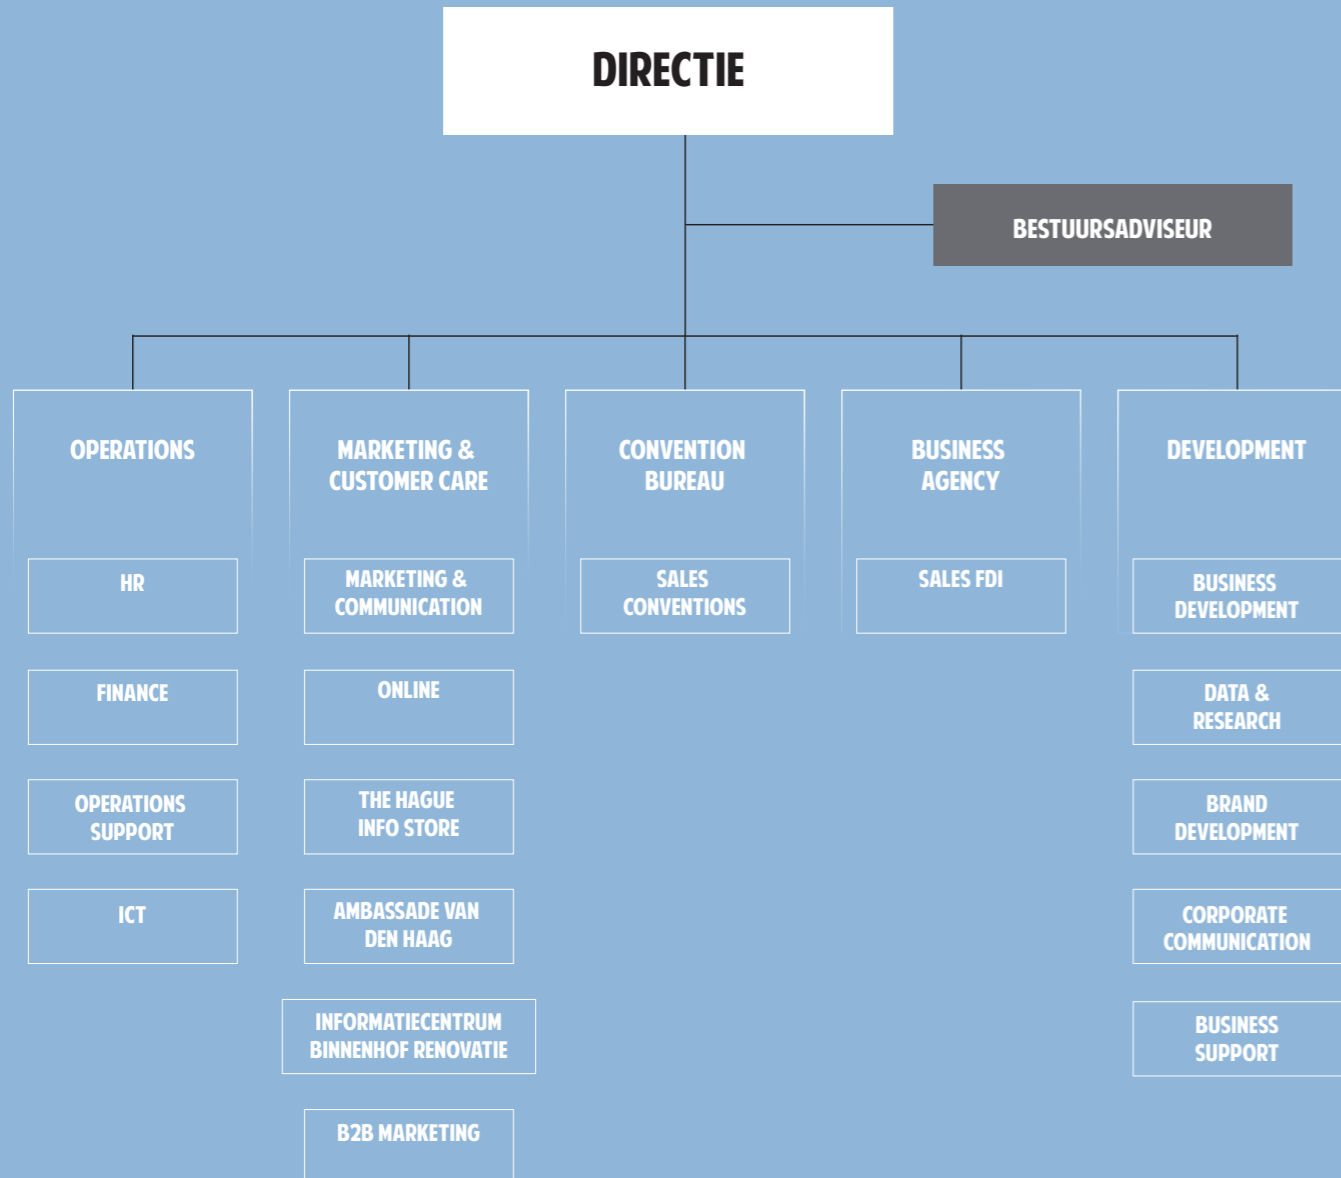 DIRECTIE
BESTUURSADVISEUR
OPERATIONS
HR
FINANCE
OPERATIONS
SUPPORT
ICT
MARKETING &
CUSTOMER CARE
MARKETING &
COMMUNICATION
ONLINE
THE HAGUE
INFO STORE
AMBASSADE VAN
DEN HAAG
INFORMATIECENTRUM
BINNENHOF RENOVATIE
B2B MARKETING
CONVENTION
BUREAU
SALES
CONVENTIONS
BUSINESS
AGENCY
SALES FDI
DEVELOPMENT
BUSINESS
DEVELOPMENT
DATA &
RESEARCH
BRAND
DEVELOPMENT
CORPORATE
COMMUNICATION
BUSINESS
SUPPORT